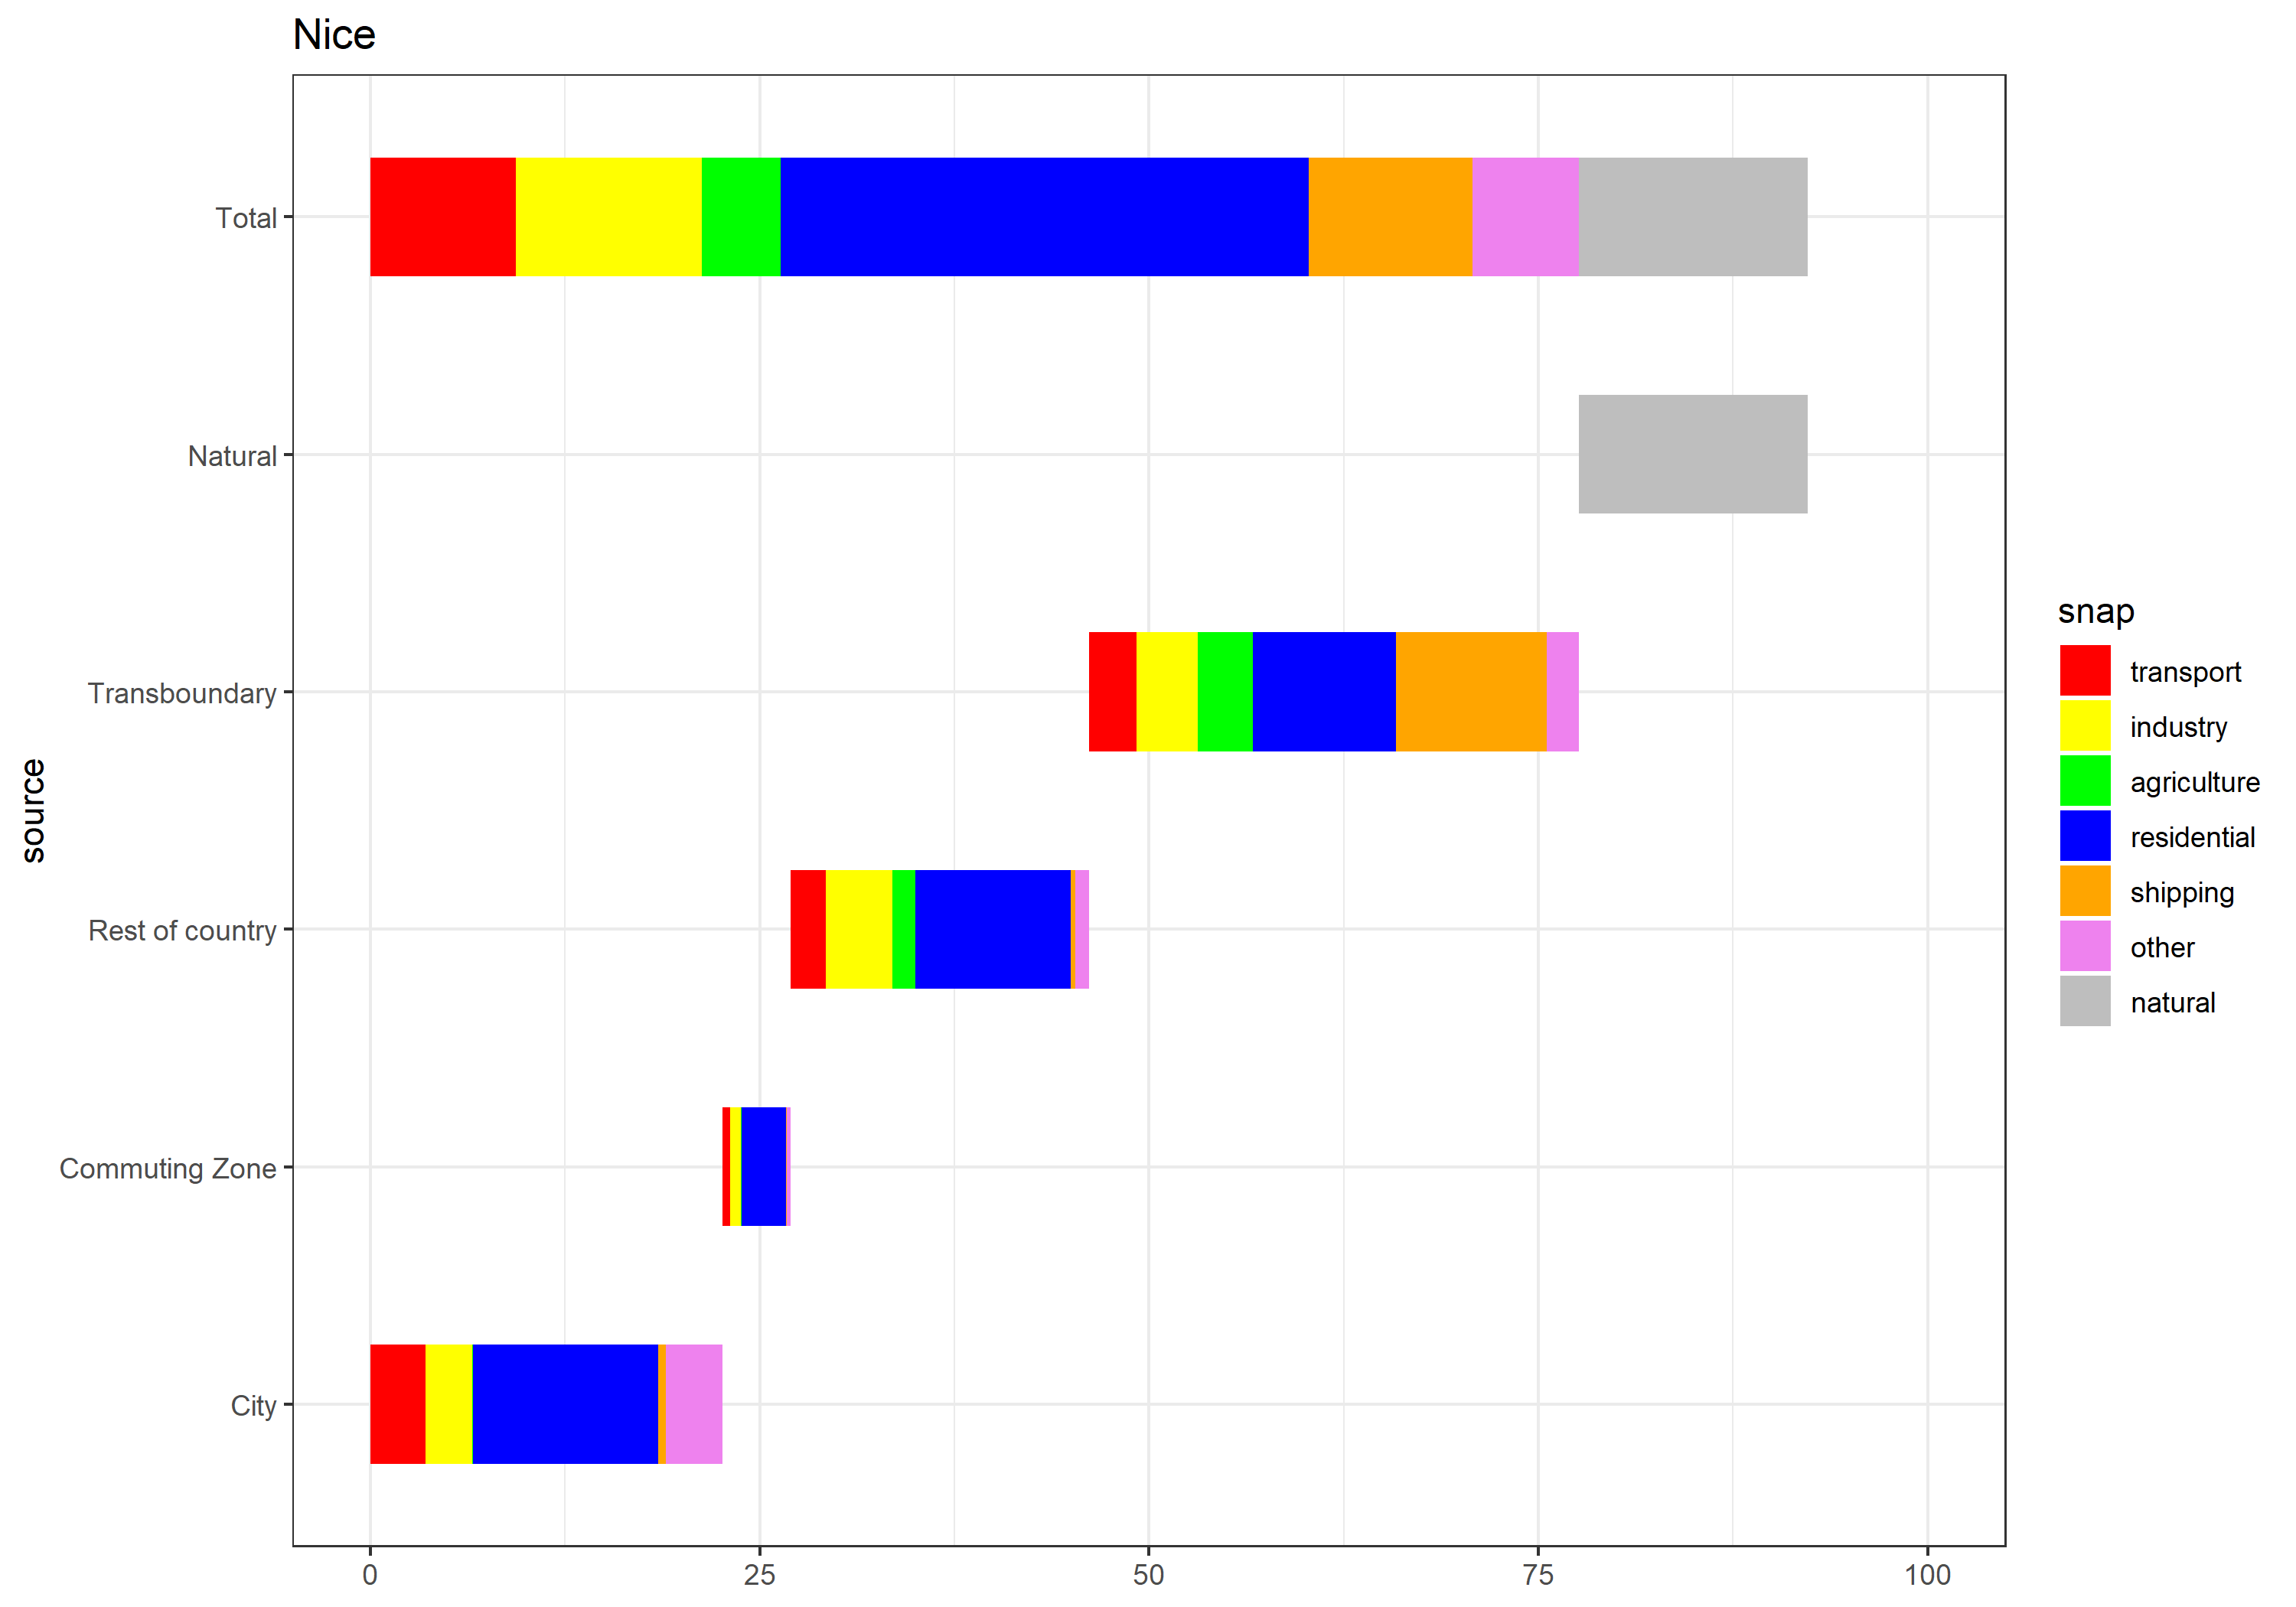 Nice
Total
Natural
Transboundary
Rest of country
Commuting Zone
City
source
0 25 50 75 100
snap
transport
industry
agriculture
residential
shipping
other
natural